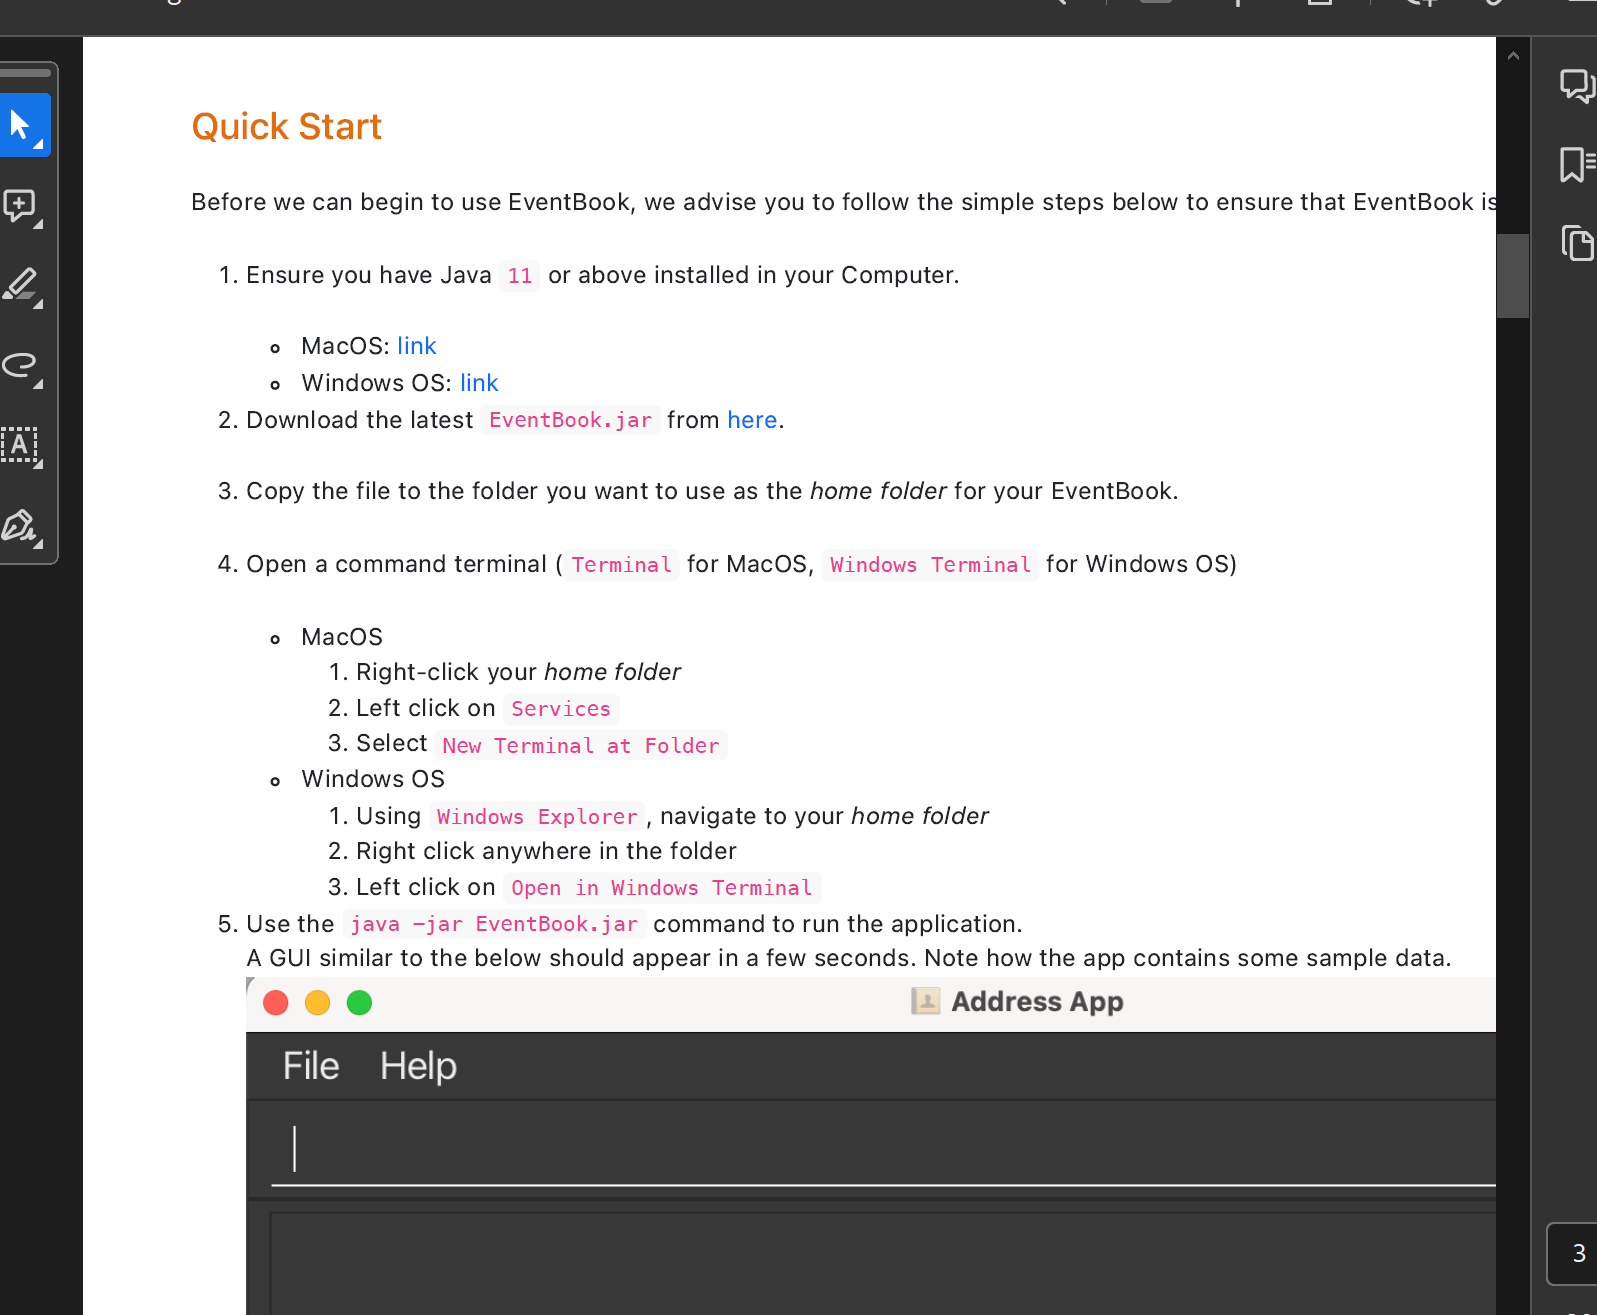 Quick Start
Before we can begin to use EventBook, we advise you to follow the simple steps below to ensure that EventBook is
1. Ensure you have Java 11 or above installed in your Computer.
MacOS: link
Windows OS: link
2. Download the latest EventBook.jar from here.
3. Copy the file to the folder you want to use as the home folder for your EventBook.
4. Open a command terminal ( Terminal for MacOS, Windows Terminal for Windows OS)
MacOS
1. Right-click your home folder
2. Left click on Services
3. Select New Terminal at Folder
Windows OS
1. Using Windows Explorer , navigate to your home folder
2. Right click anywhere in the folder
3. Left click on Open in Windows Terminal
5. Use the java -jar EventBook.jar command to run the application.
A GUI similar to the below should appear in a few seconds. Note how the app contains some sample data.
Address App
File Help
3